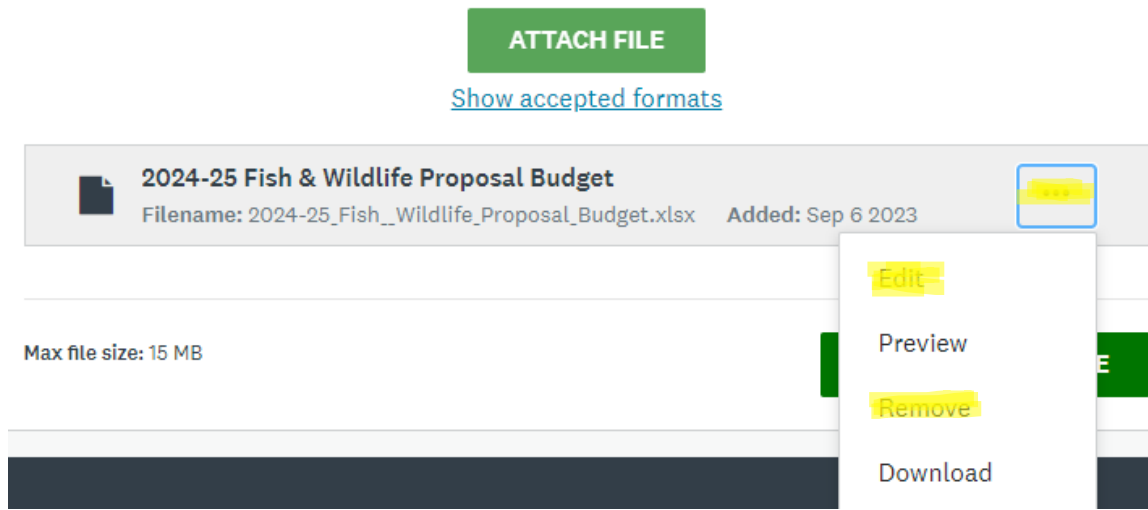 ATTACH FILE
Show accepted formats
2024-25 Fish & Wildlife Proposal Budget
Filename: 2024-25_Fish__Wildlife_Proposal_Budget.xlsx Added: Sep 6 2023
...
Edit
Preview
Max file size: 15 MB
E
Remove
Download